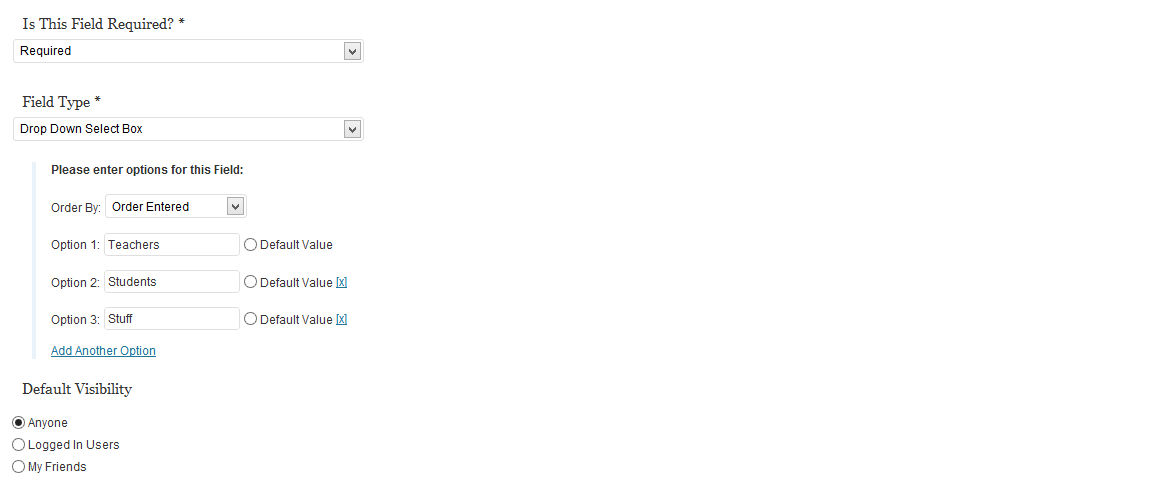 Is This Field Required? *
Required
Field Type *
Drop Down Select Box
Please enter options for this Field:
Order By: Order Entered
Option 1: Teachers Default Value
Option 2: Students Default Value [x]
Option 3: Stuff Default Value [x]
Add Another Option
Default Visibility
Anyone
Logged In Users
My Friends